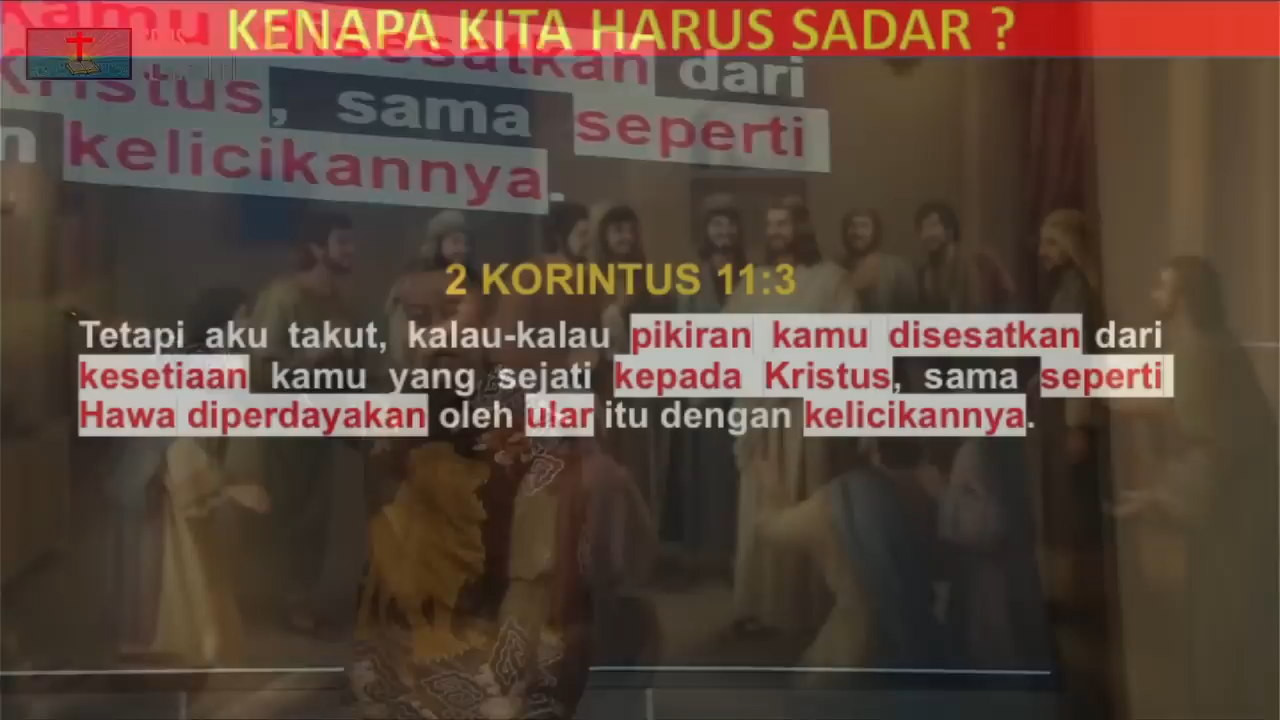 KENAPA KITA HARUS SADAR ?
kamu disesatkan dari
Kristus, sama seperti
kelicikannya.
2 KORINTUS 11:3
Tetapi aku takut, kalau-kalau pikiran kamu disesatkan dari
kesetiaan kamu yang sejati kepada Kristus, sama seperti
Hawa diperdayakan oleh ular itu dengan kelicikannya.